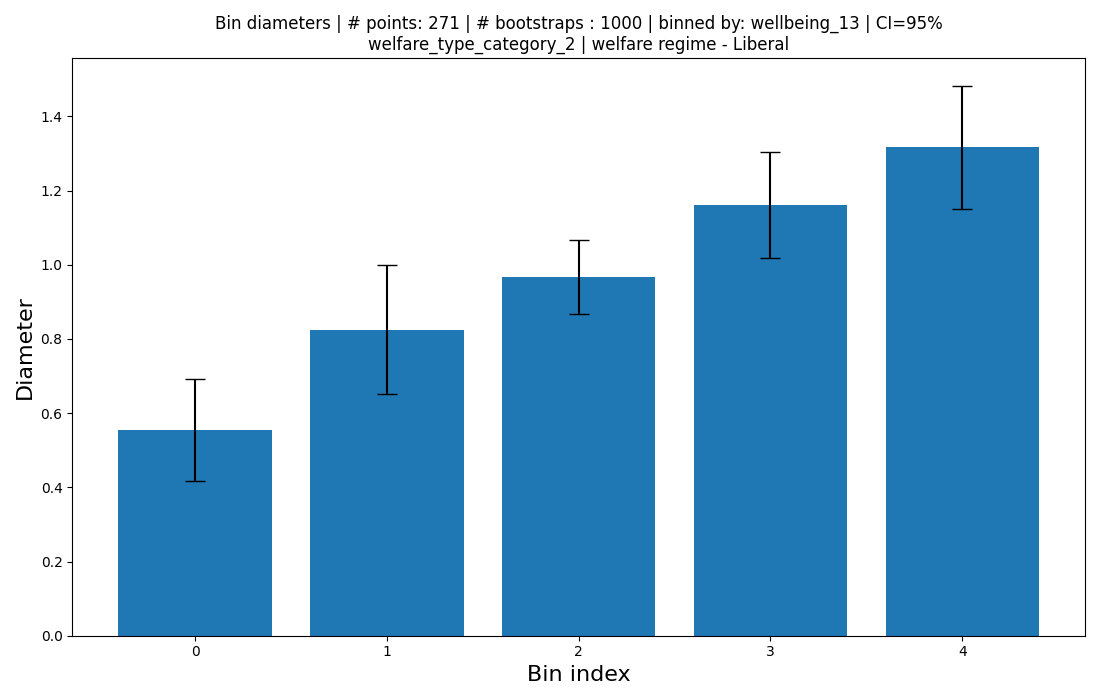 Bin diameters | # points: 271 | # bootstraps : 1000 | binned by: wellbeing_13 | CI=95%
welfare_type_category_2 | welfare regime - Liberal
Diameter
1.4
1.2
1.0
0.8
0.6
0.4
0.2
0.0
0 1 2 3 4
Bin index